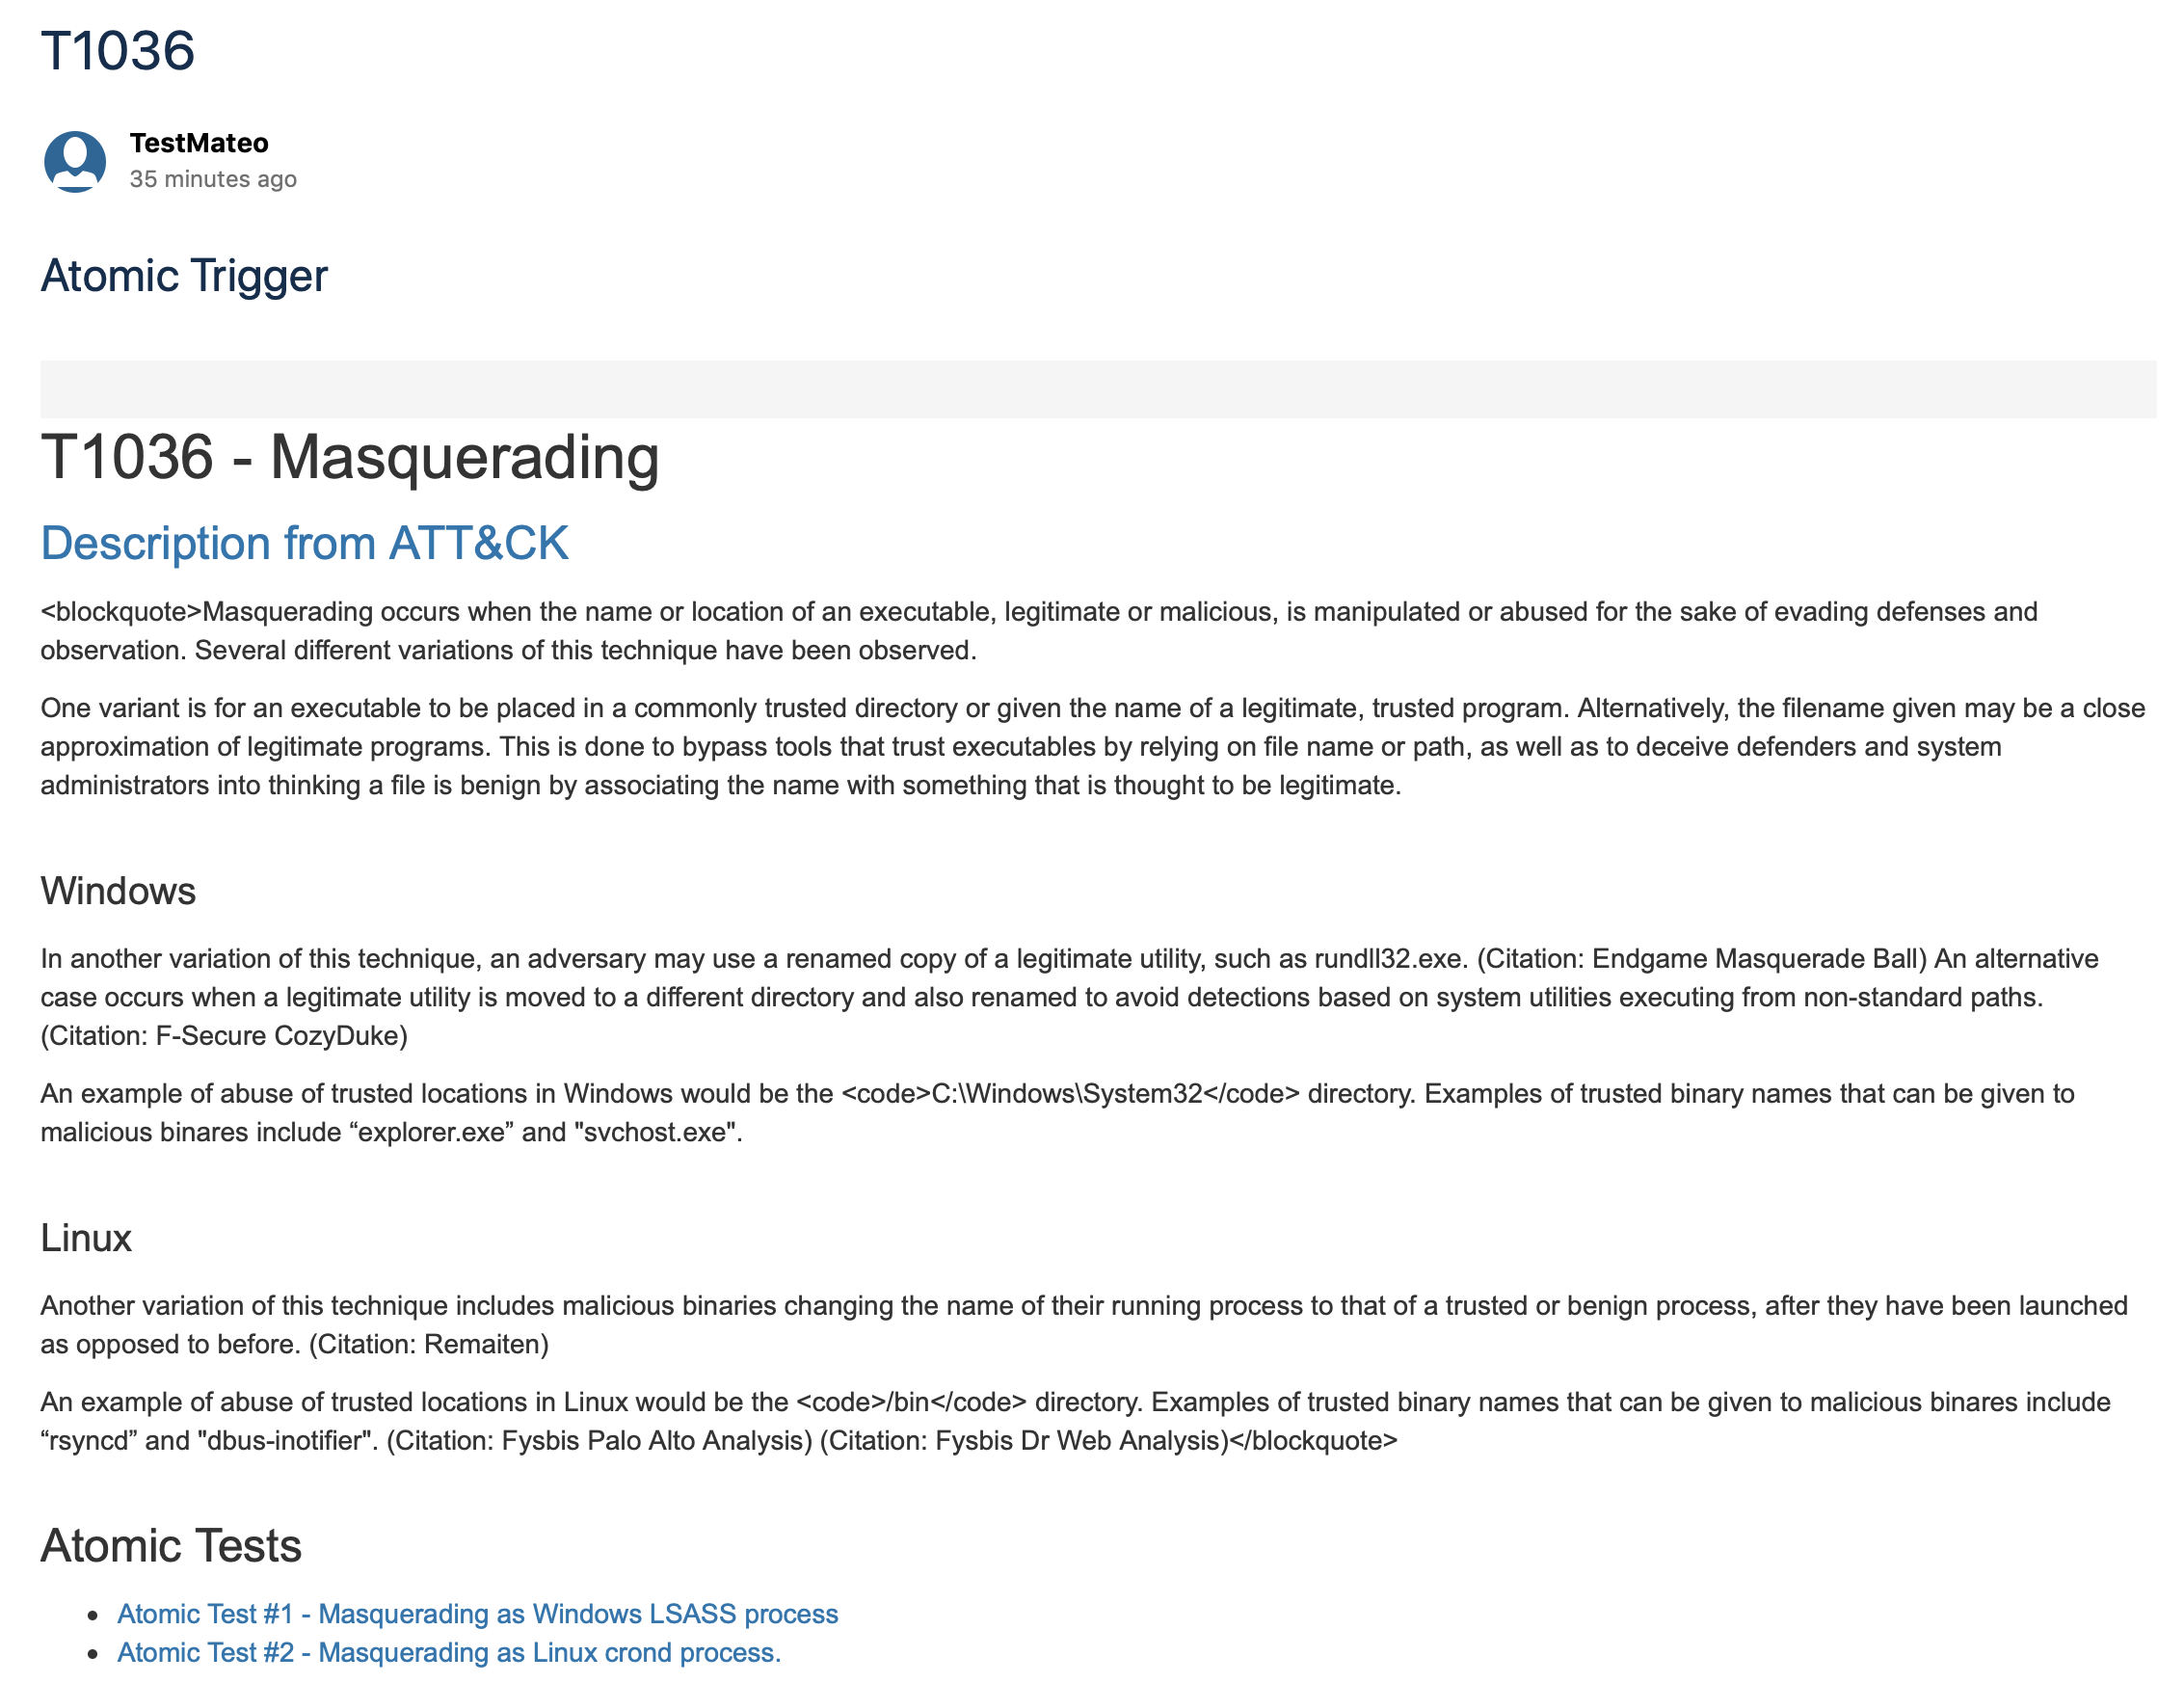 T1036
TestMateo
35 minutes ago
Atomic Trigger
T1036 - Masquerading
Description from ATT&CK
<blockquote>Masquerading occurs when the name or location of an executable, legitimate or malicious, is manipulated or abused for the sake of evading defenses and
observation. Several different variations of this technique have been observed.
One variant is for an executable to be placed in a commonly trusted directory or given the name of a legitimate, trusted program. Alternatively, the filename given may be a close
approximation of legitimate programs. This is done to bypass tools that trust executables by relying on file name or path, as well as to deceive defenders and system
administrators into thinking a file is benign by associating the name with something that is thought to be legitimate.
Windows
In another variation of this technique, an adversary may use a renamed copy of a legitimate utility, such as rundll32.exe. (Citation: Endgame Masquerade Ball) An alternative
case occurs when a legitimate utility is moved to a different directory and also renamed to avoid detections based on system utilities executing from non-standard paths.
(Citation: F-Secure CozyDuke)
An example of abuse of trusted locations in Windows would be the <code>C:\Windows\System32</code> directory. Examples of trusted binary names that can be given to
malicious binares include “explorer.exe” and "svchost.exe".
Linux
Another variation of this technique includes malicious binaries changing the name of their running process to that of a trusted or benign process, after they have been launched
as opposed to before. (Citation: Remaiten)
An example of abuse of trusted locations in Linux would be the <code>/bin</code> directory. Examples of trusted binary names that can be given to malicious binares include
“rsyncd” and "dbus-inotifier". (Citation: Fysbis Palo Alto Analysis) (Citation: Fysbis Dr Web Analysis)</blockquote>
Atomic Tests
• Atomic Test #1 - Masquerading as Windows LSASS process
• Atomic Test #2 - Masquerading as Linux crond process.